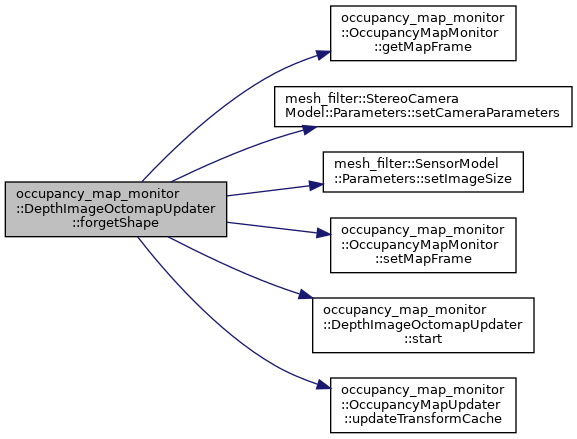 occupancy_map_monitor
::DepthImageOctomapUpdater
::forgetShape
occupancy_map_monitor
::OccupancyMapMonitor
::getMapFrame
mesh_filter::StereoCamera
Model::Parameters::setCameraParameters
mesh_filter::SensorModel
::Parameters::setImageSize
occupancy_map_monitor
::OccupancyMapMonitor
::setMapFrame
occupancy_map_monitor
::DepthImageOctomapUpdater
::start
occupancy_map_monitor
::OccupancyMapUpdater
::updateTransformCache